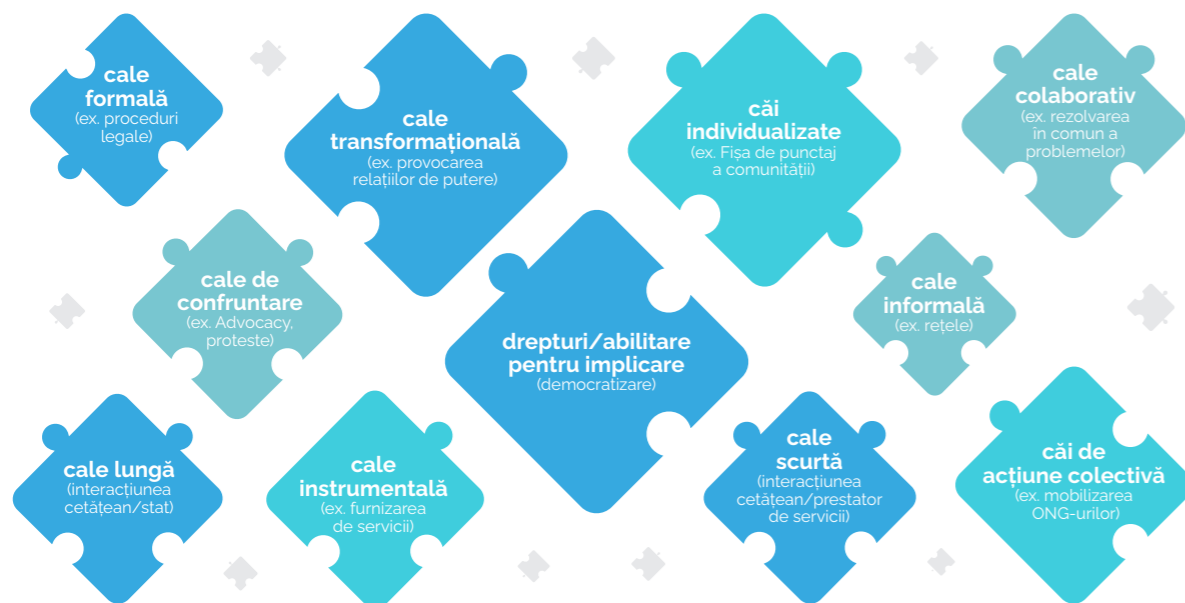 cale
formală
(ex. proceduri
legale)
cale
transformațională
(ex. provocarea
relațiilor de putere)
căi
individualizate
(ex. Fișa de punctaj
a comunității)
cale
colaborativ
(ex. rezolvarea
în comun a
problemelor)
cale de
confruntare
(ex. Advocacy,
proteste)
drepturi/abilitare
pentru implicare
(democratizare)
cale
informală
(ex. rețele)
cale lungă
(interacțiunea
cetățean/stat)
cale
instrumentală
(ex. furnizarea
de servicii)
cale
scurtă
(interacțiunea
cetățean/prestator
de servicii)
căi de
acțiune colectivă
(ex. mobilizarea
ONG-urilor)